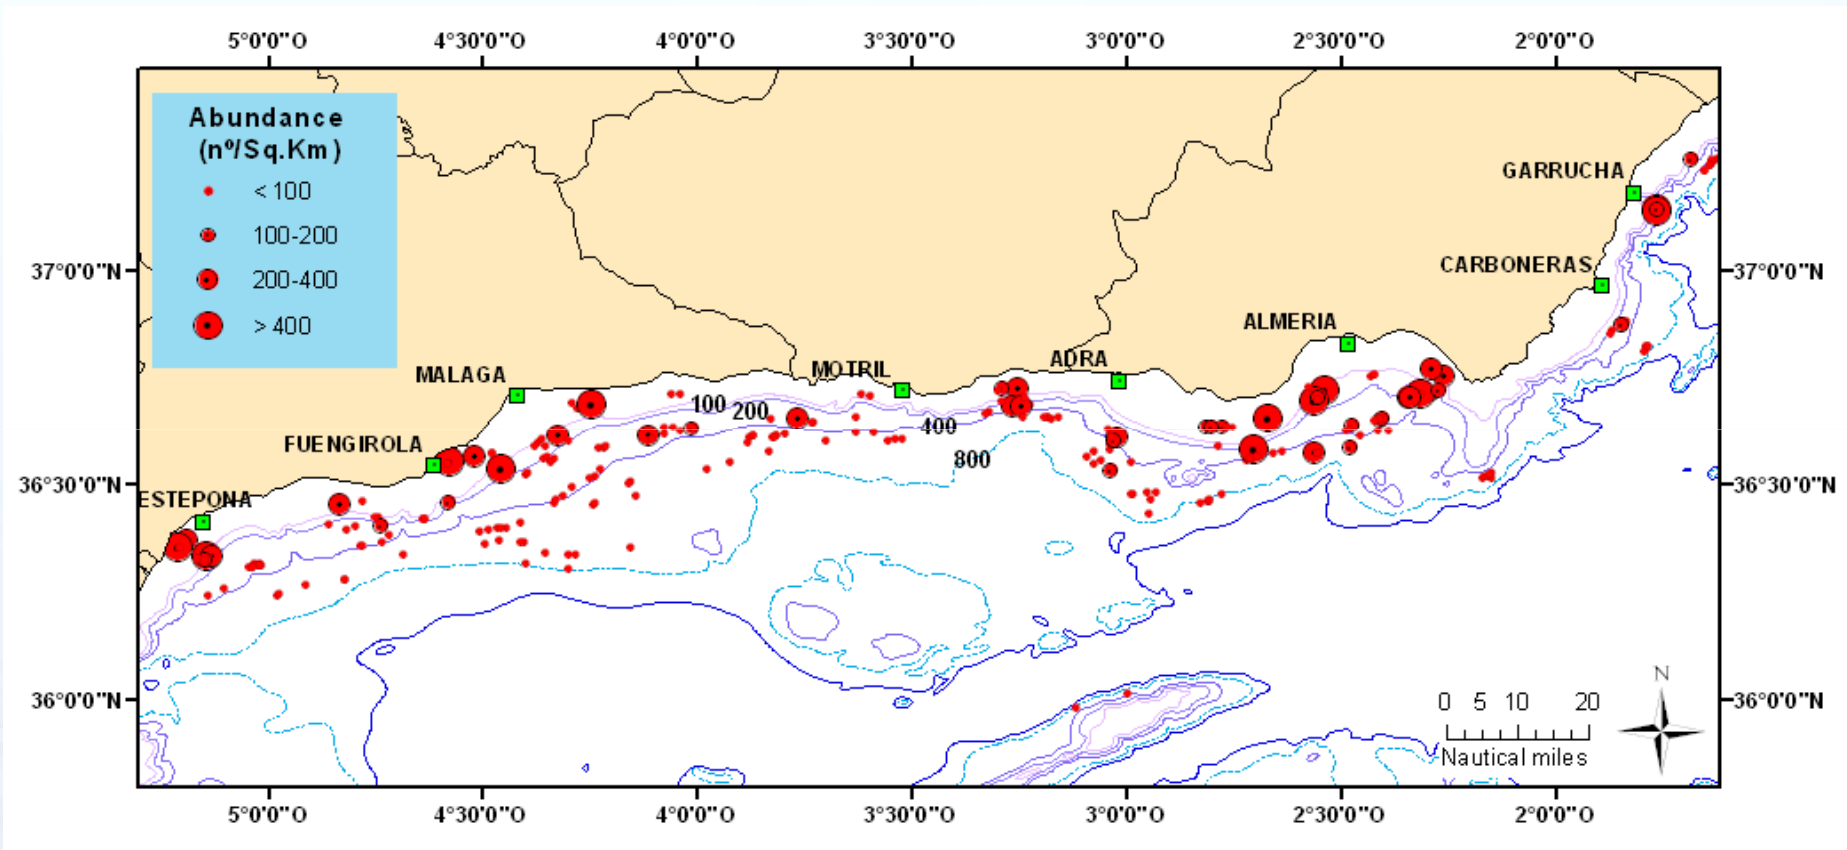 5°0'0"O 4°30'0"O 4°0'0"O 3°30'0"O 3°0'0"O 2°30'0"O 2°0'0"O
Abundance
(nº/Sq.Km)
< 100
100-200
200-400
> 400
GARRUCHA
CARBONERAS
37°0'0"N 37°0'0"N
ALMERIA
ADRA
MOTRIL
MALAGA
100 200
400
FUENGIROLA
800
36°30'0"N 36°30'0"N
ESTEPONA
N
36°0'0"N 36°0'0"N
0 5 10 20
Nautical miles
5°0'0"O 4°30'0"O 4°0'0"O 3°30'0"O 3°0'0"O 2°30'0"O 2°0'0"O